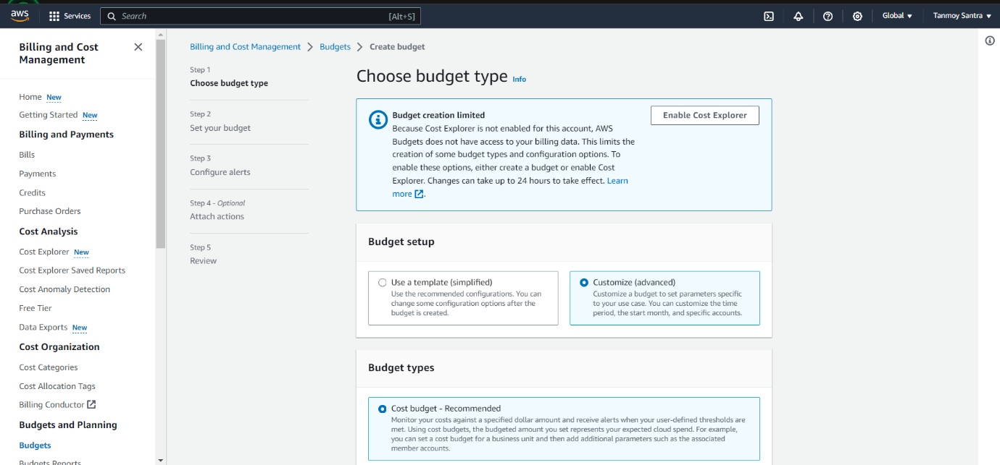 aws
Services
Search
[Alt+S]
Global
Tanmoy Santra
Billing and Cost
Management
Home New
Getting Started New
Billing and Payments
Bills
Payments
Credits
Purchase Orders
Cost Analysis
Cost Explorer New
Cost Explorer Saved Reports
Cost Anomaly Detection
Free Tier
Data Exports New
Cost Organization
Cost Categories
Cost Allocation Tags
Billing Conductor
Budgets and Planning
Budgets
Budgets Reports
Billing and Cost Management > Budgets > Create budget
Step 1
Choose budget type
Step 2
Set your budget
Step 3
Configure alerts
Step 4 - Optional
Attach actions
Step 5
Review
Choose budget type Info
Budget creation limited
Because Cost Explorer is not enabled for this account, AWS
Budgets does not have access to your billing data. This limits the
creation of some budget types and configuration options. To
enable these options, either create a budget or enable Cost
Explorer. Changes can take up to 24 hours to take effect. Learn
more.
Enable Cost Explorer
Budget setup
Use a template (simplified)
Use the recommended configurations. You can
change some configuration options after the
budget is created.
Customize (advanced)
Customize a budget to set parameters specific
to your use case. You can customize the time
period, the start month, and specific accounts.
Budget types
Cost budget - Recommended
Monitor your costs against a specified dollar amount and receive alerts when your user-defined thresholds are
met. Using cost budgets, the budgeted amount you set represents your expected cloud spend. For example,
you can set a cost budget for a business unit and then add additional parameters such as the associated
member accounts.